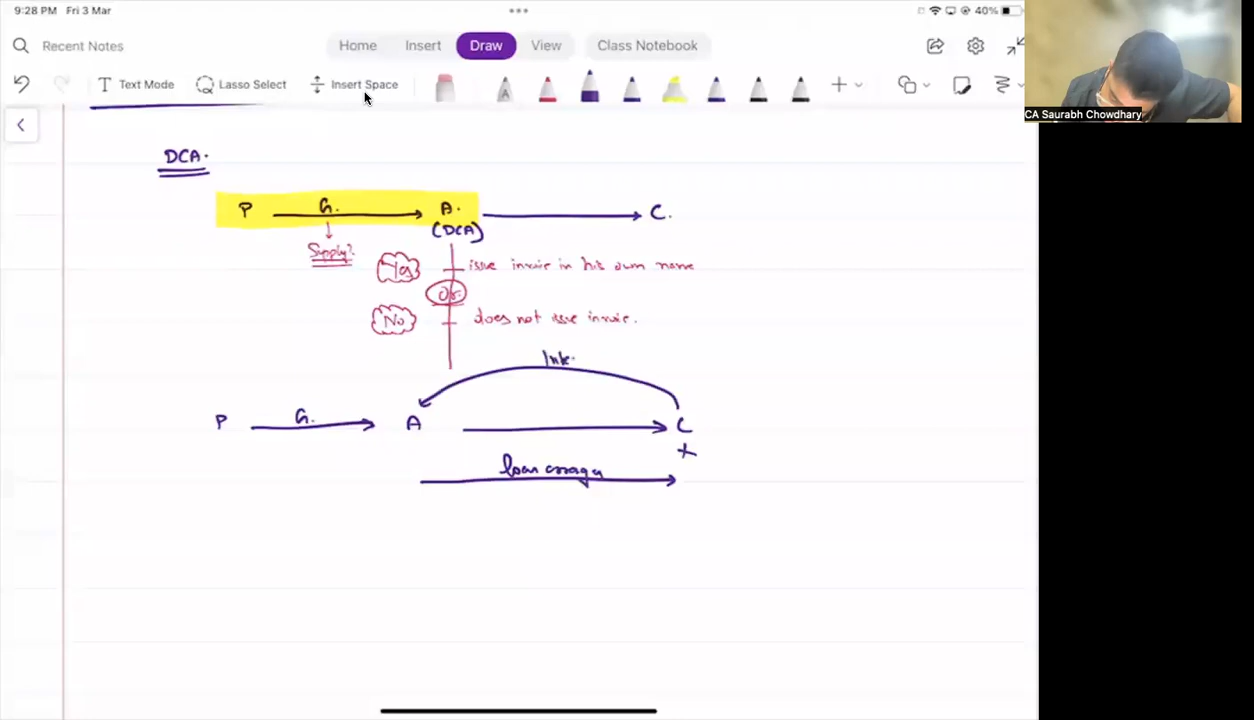 9:28 PM Fri 3 Mar
40%
Recent Notes
Home Insert Draw View Class Notebook
Text Mode Lasso Select Insert Space
CA Saurabh Chowdhary
DCA.
P G. A. C.
(DCA)
Supply?
Yes issue invoice in his own name
Or
No does not issue invoice.
Int.
P G. A C
+
loan arrange